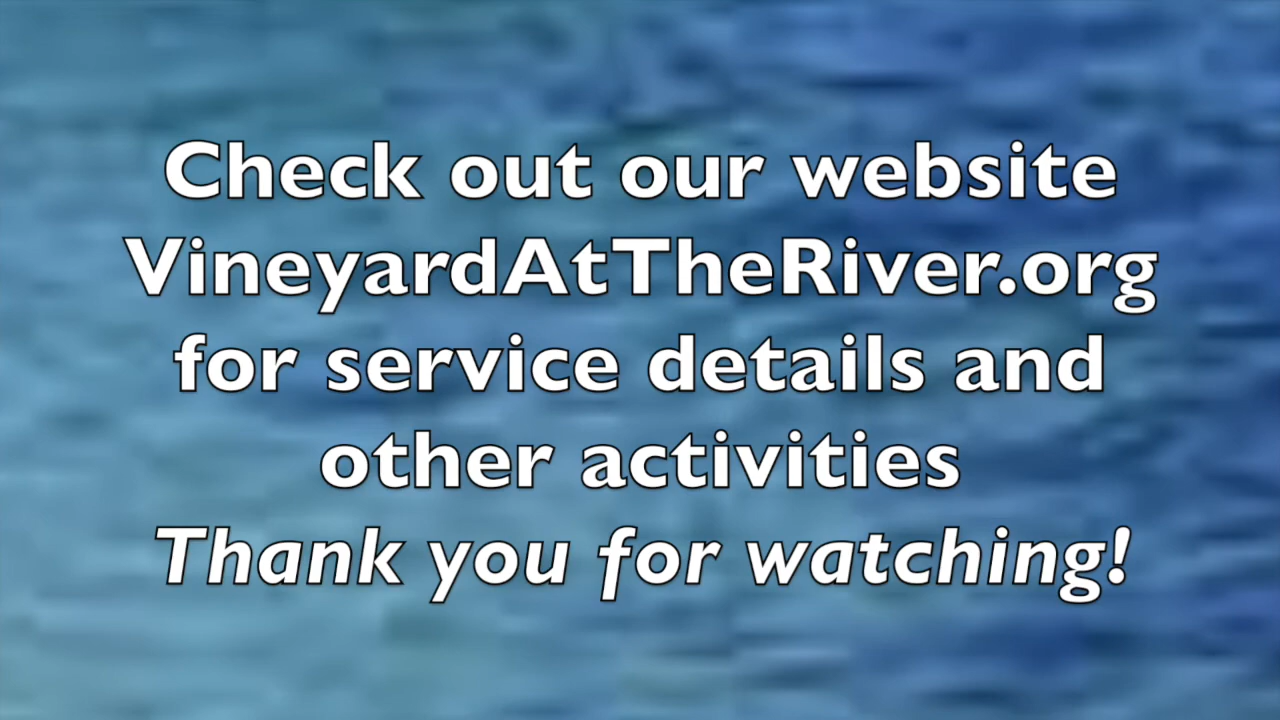 Check out our website
VineyardAtTheRiver.org
for service details and
other activities
Thank you for watching!